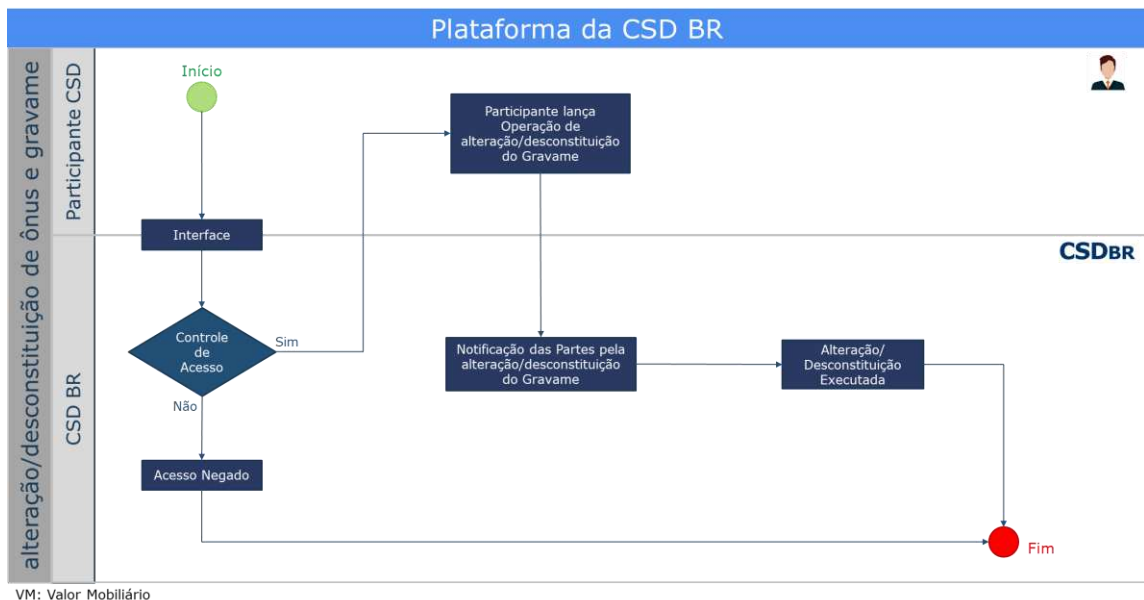 Plataforma da CSD BR
alteração/desconstituição de ônus e gravame
Participante CSD
CSD BR
Início
Participante lança
Operação de
alteração/desconstituição
do Gravame
Interface
CSDBR
Controle
de
Acesso
Sim
Não
Notificação das Partes pela
alteração/desconstituição
do Gravame
Alteração/
Desconstituição
Executada
Acesso Negado
Fim
VM: Valor Mobiliário